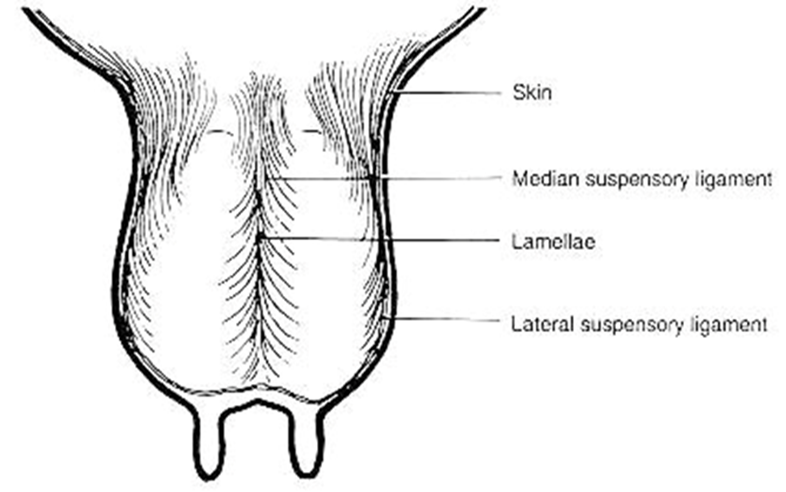 Skin
Median suspensory ligament
Lamellae
Lateral suspensory ligament